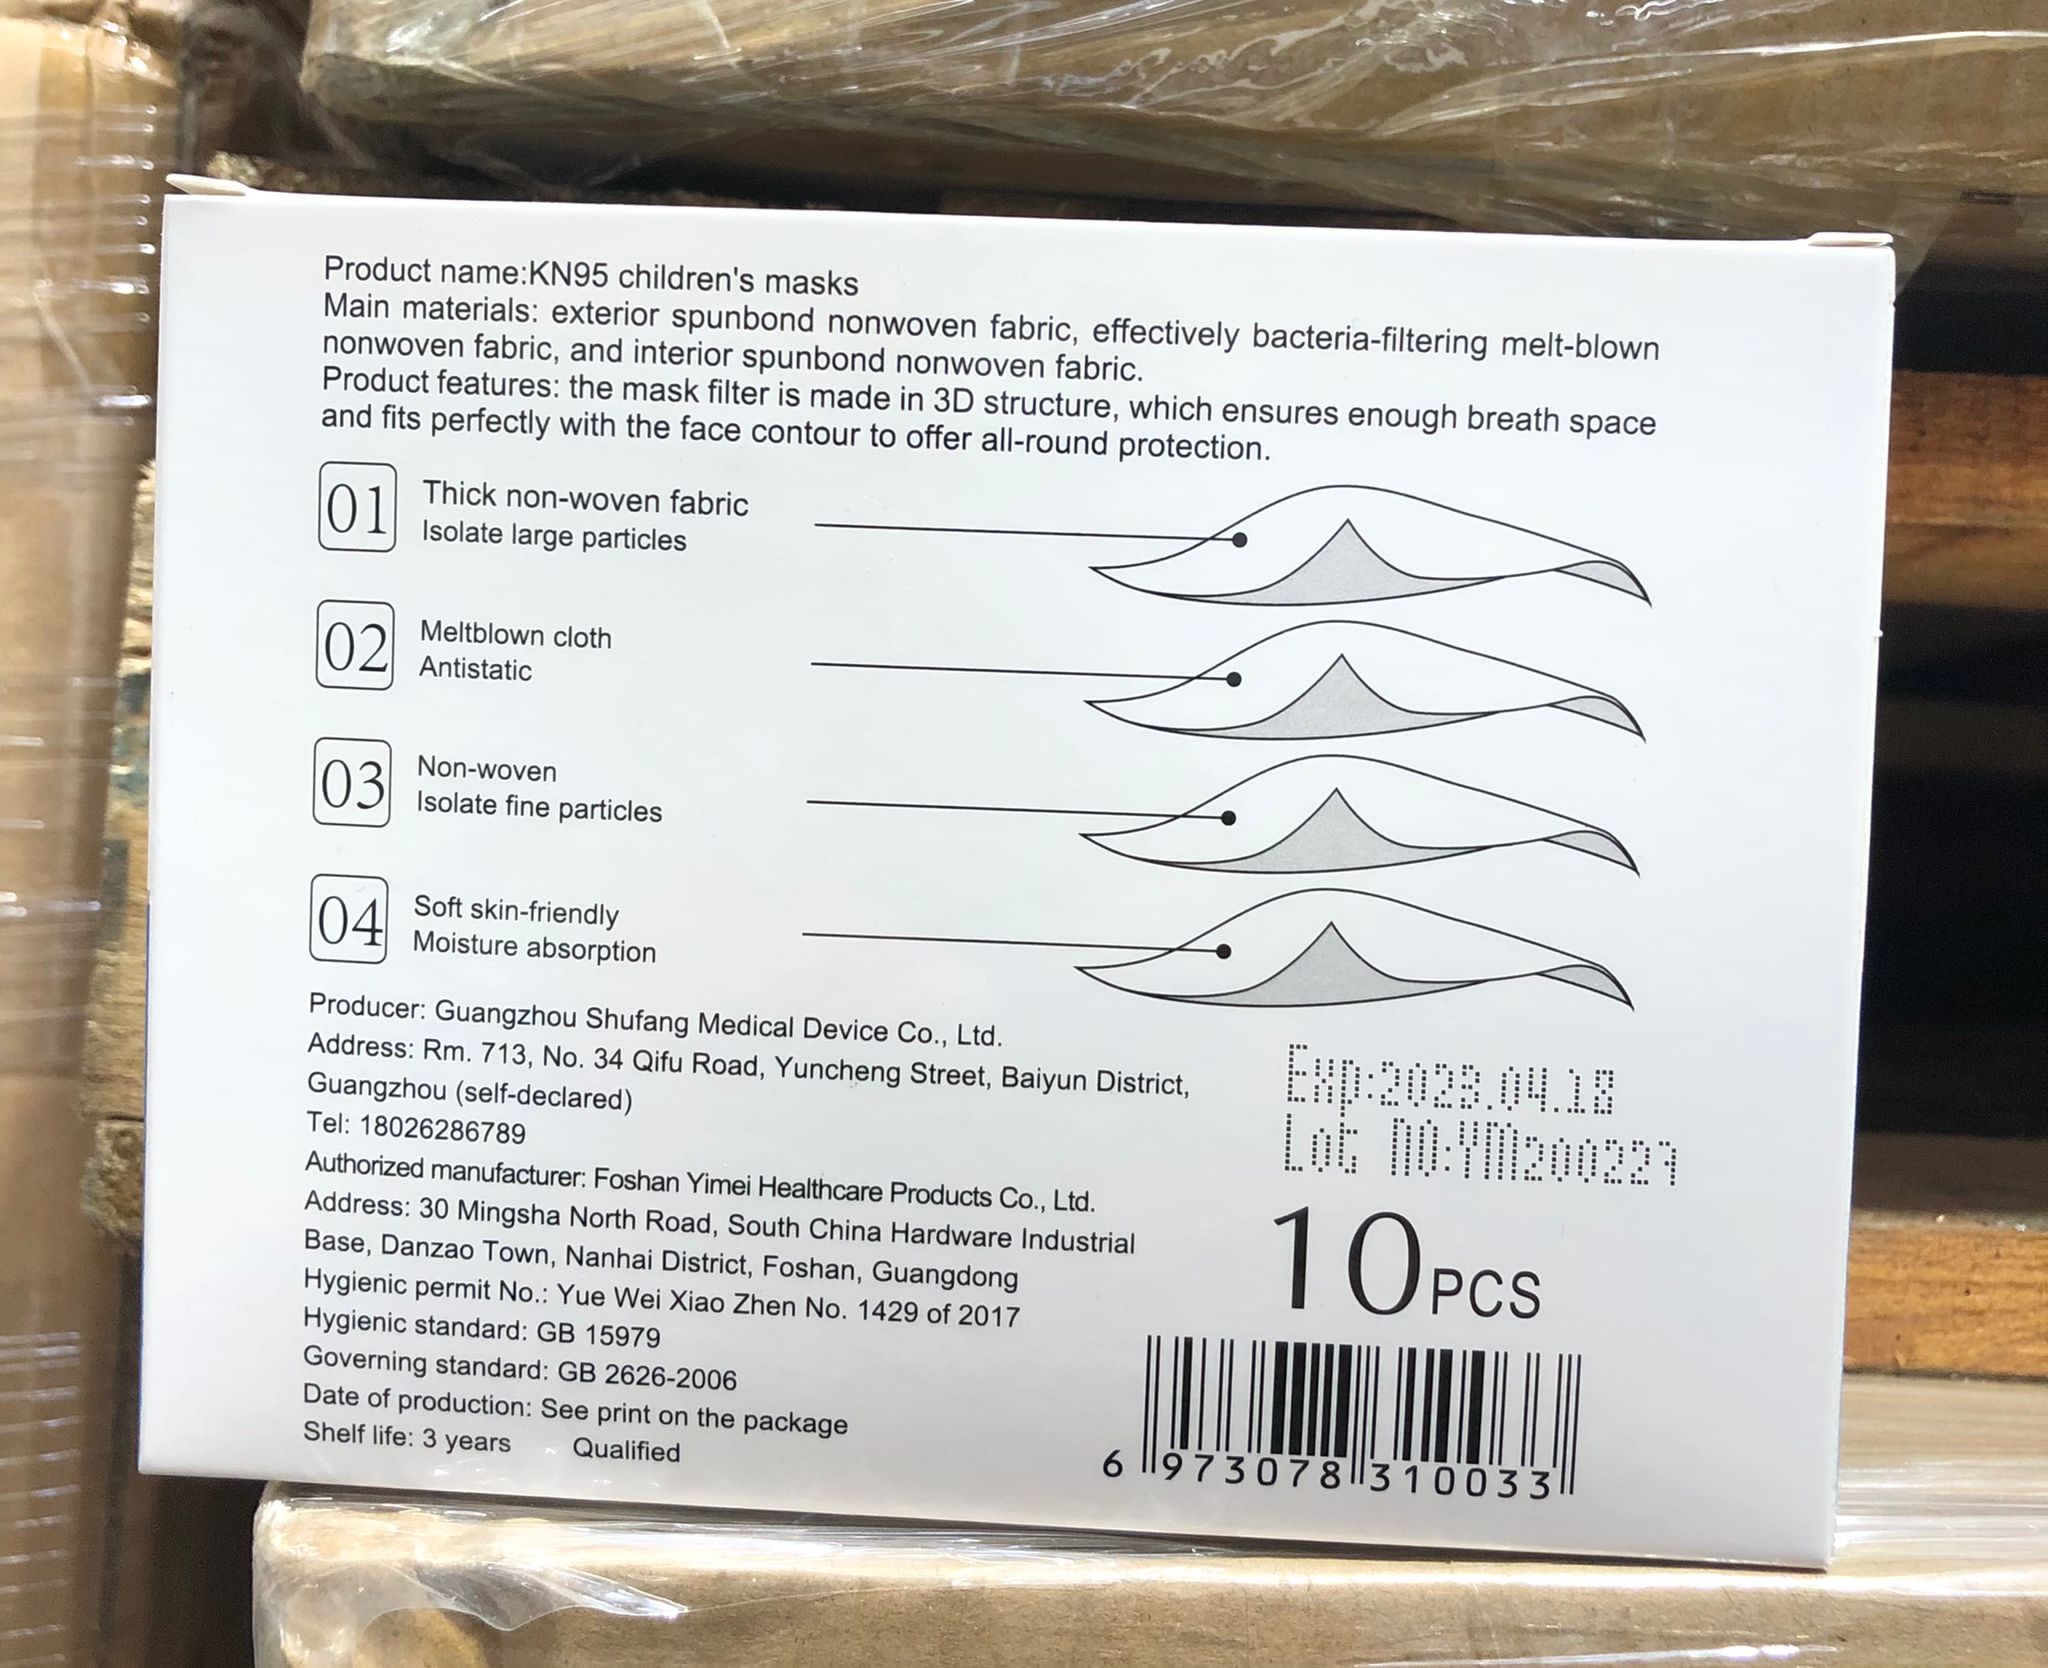 Product name:KN95 children's masks
Main materials: exterior spunbond nonwoven fabric, effectively bacteria-filtering melt-blown
nonwoven fabric, and interior spunbond nonwoven fabric.
Product features: the mask filter is made in 3D structure, which ensures enough breath space
and fits perfectly with the face contour to offer all-round protection.
01 Thick non-woven fabric
Isolate large particles
02 Meltblown cloth
Antistatic
03 Non-woven
Isolate fine particles
04 Soft skin-friendly
Moisture absorption
Producer: Guangzhou Shufang Medical Device Co., Ltd.
Address: Rm. 713, No. 34 Qifu Road, Yuncheng Street, Baiyun District,
Guangzhou (self-declared)
Tel: 18026286789
Authorized manufacturer: Foshan Yimei Healthcare Products Co., Ltd.
Address: 30 Mingsha North Road, South China Hardware Industrial
Base, Danzao Town, Nanhai District, Foshan, Guangdong
Hygienic permit No.: Yue Wei Xiao Zhen No. 1429 of 2017
Hygienic standard: GB 15979
Governing standard: GB 2626-2006
Date of production: See print on the package
Shelf life: 3 years Qualified
Exp:2023.04.18
Lot NO:YM200227
10PCS
6 973078 310033